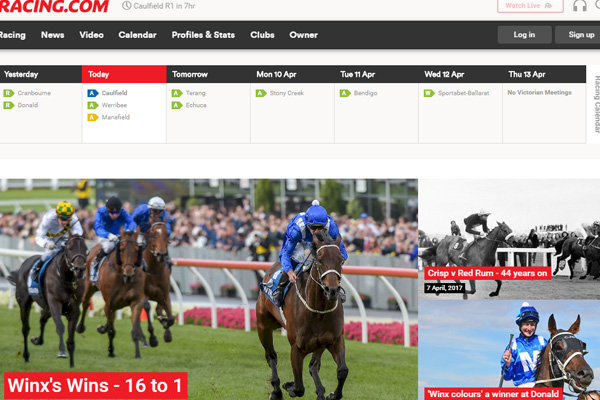 RACING.COM
Caulfield R1 in 7hr
Watch Live
Racing News Video Calendar Profiles & Stats Clubs Owner Log in Sign up
Yesterday Today Tomorrow Mon 10 Apr Tue 11 Apr Wed 12 Apr Thu 13 Apr
R Cranbourne A Caulfield A Terang A Stony Creek A Bendigo Sportsbet-Ballarat No Victorian Meetings
R Donald A Werribee A Echuca
A Mansfield
Racing Calendar
Crisp v Red Rum - 44 years on
7 April, 2017
Winx's Wins - 16 to 1
'Winx colours' a winner at Donald